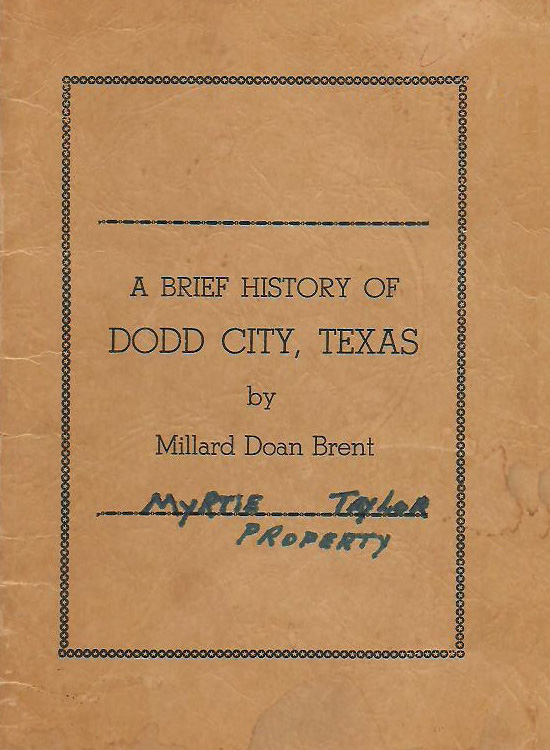 A BRIEF HISTORY OF
DODD CITY, TEXAS
by
Millard Doan Brent
MyRTIE TAYLOR
PROPERTY